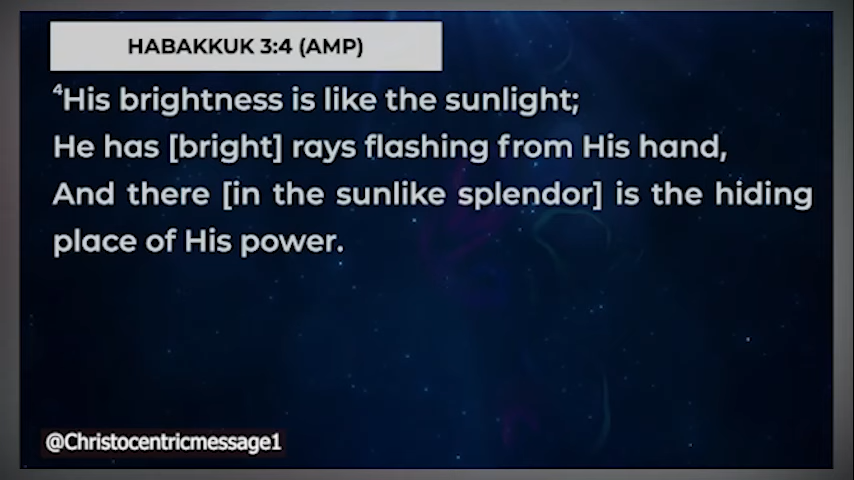 HABAKKUK 3:4 (AMP)
⁴His brightness is like the sunlight;
He has [bright] rays flashing from His hand,
And there [in the sunlike splendor] is the hiding
place of His power.
@Christocentricmessage1